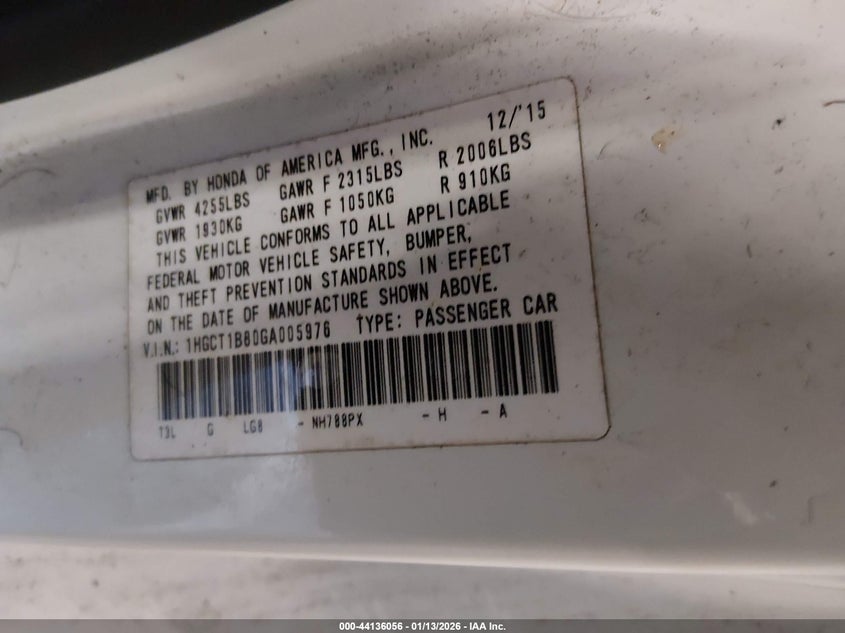 12/'15
MFD. BY HONDA OF AMERICA MFG., INC.
GVWR 4255LBS GAWR F 2315LBS R 2006LBS
GVWR 1930KG GAWR F 1050KG R 910KG
THIS VEHICLE CONFORMS TO ALL APPLICABLE
FEDERAL MOTOR VEHICLE SAFETY, BUMPER,
AND THEFT PREVENTION STANDARDS IN EFFECT
ON THE DATE OF MANUFACTURE SHOWN ABOVE.
V.I.N.: 1HGCT1B80GA005976 TYPE: PASSENGER CAR
T3L G LG8 - NH788PX - H - A
000-44136056 - 01/13/2026 - IAA Inc.